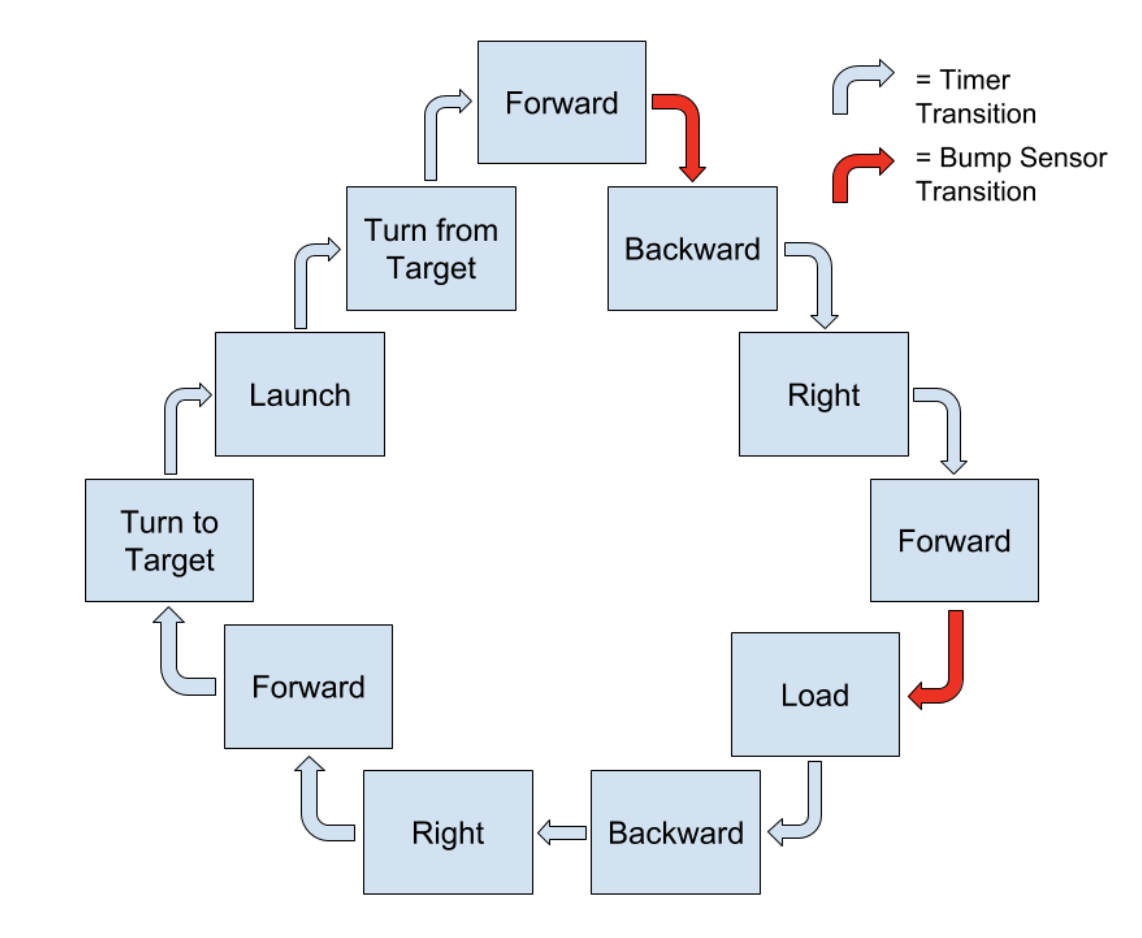 Forward
= Timer
Transition
= Bump Sensor
Transition
Turn from
Target
Backward
Launch
Right
Turn to
Target
Forward
Forward
Load
Right
Backward